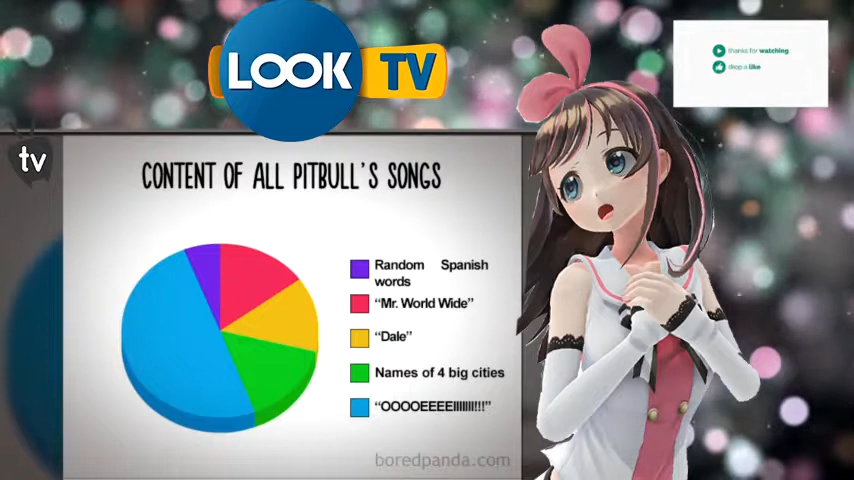 LOOK TV
thanks for watching
drop a like
tv
CONTENT OF ALL PITBULL'S SONGS
Random Spanish
words
"Mr. World Wide"
"Dale"
Names of 4 big cities
"OOOOEEEEIIIIIIII!!!"
boredpanda.com